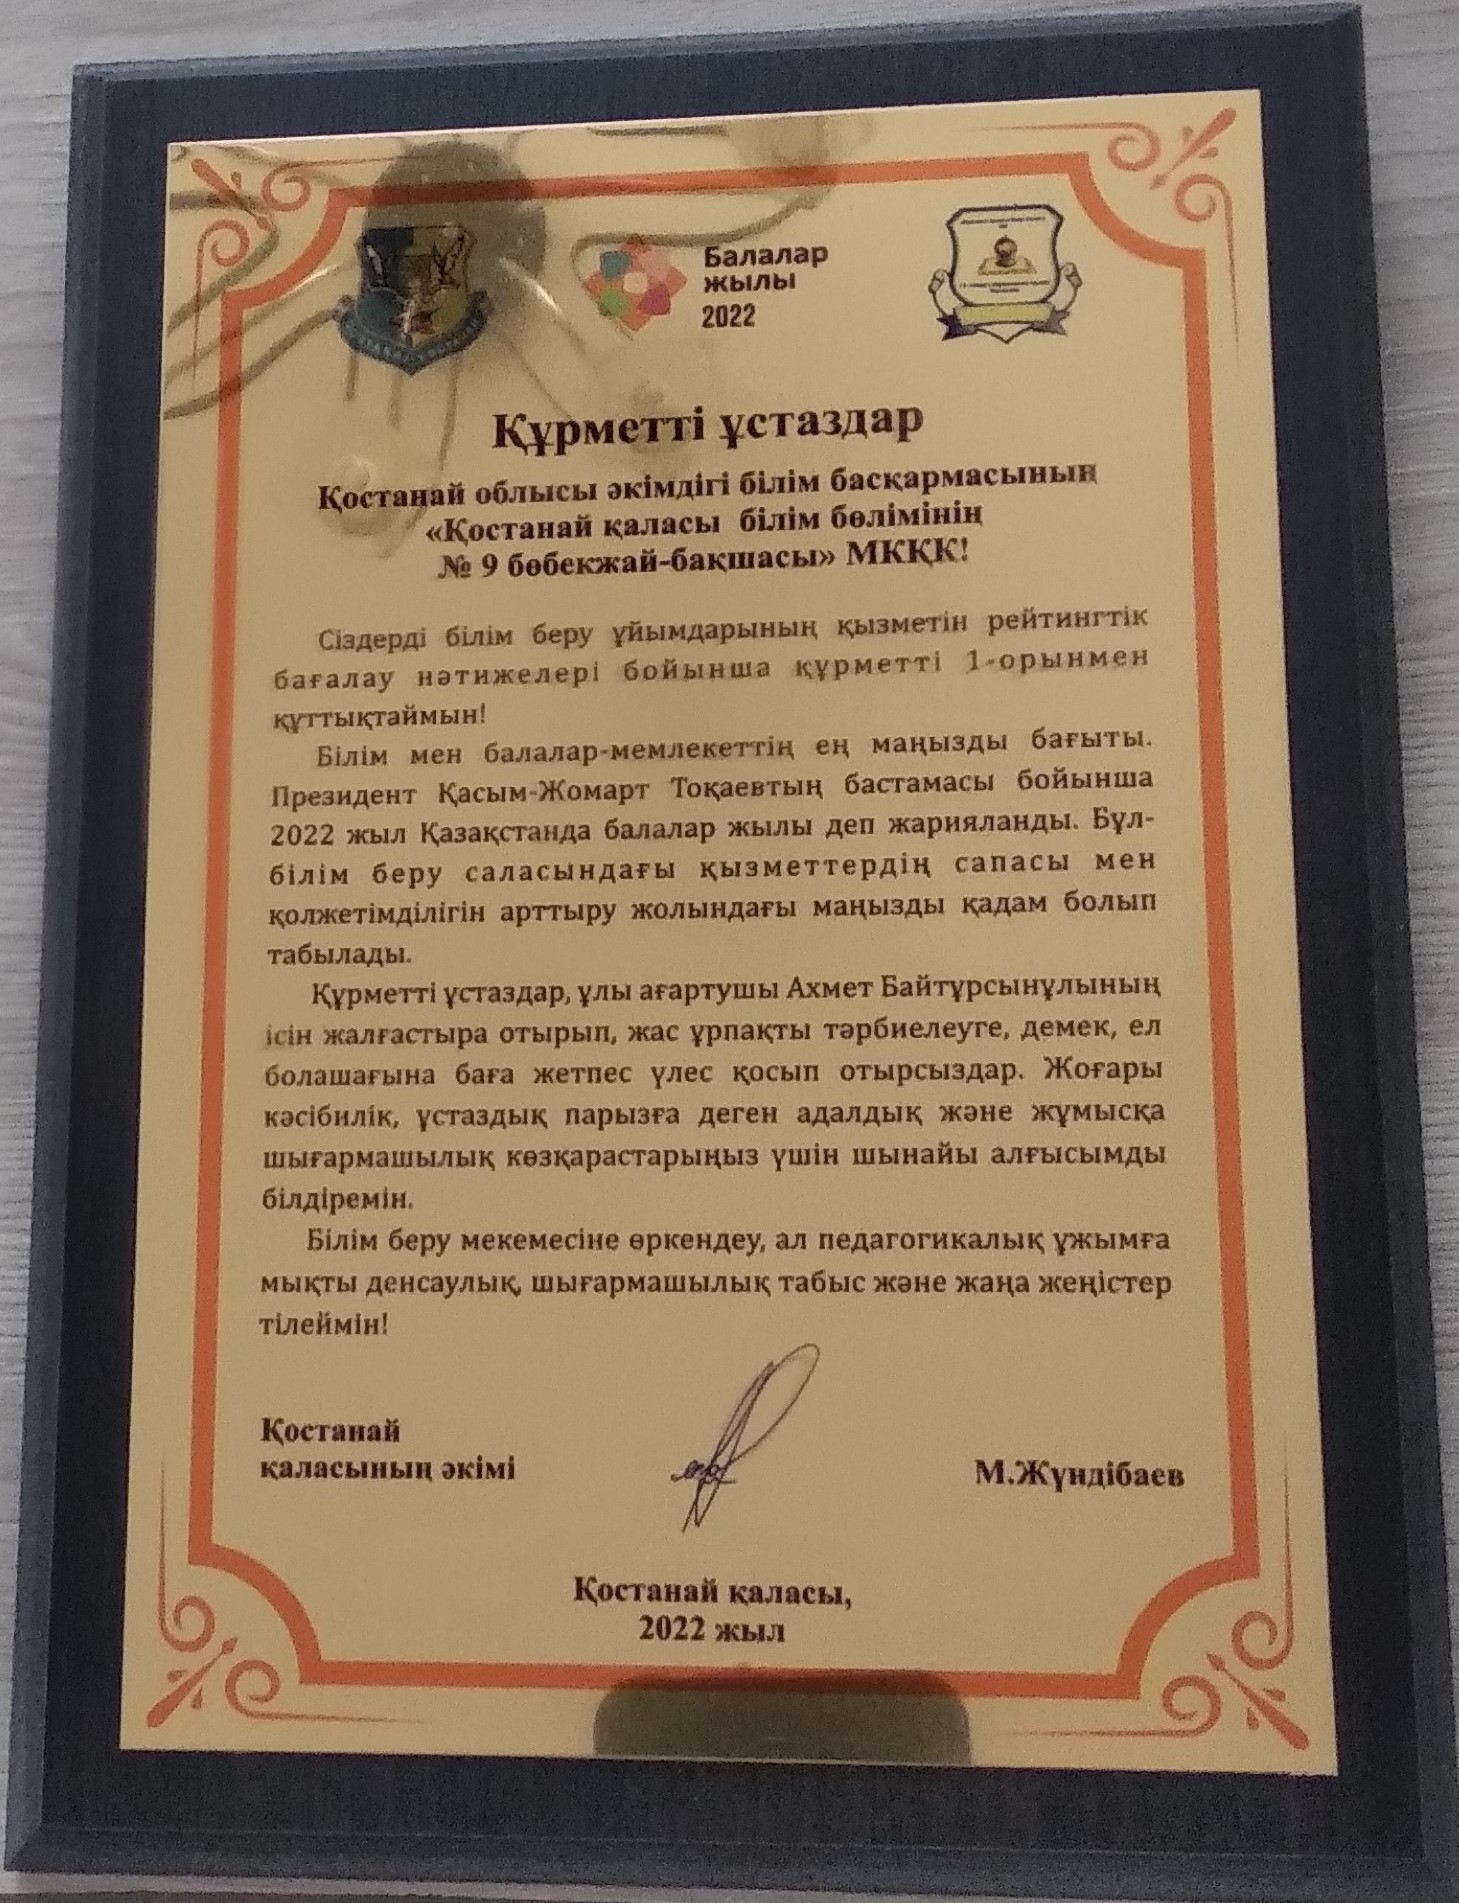 Балалар
жылы
2022
Құрметті ұстаздар
Қостанай облысы әкімдігі білім басқармасының
«Қостанай қаласы білім бөлімінің
№ 9 бөбекжай-бақшасы» МКҚК!
Сіздерді білім беру ұйымдарының қызметін рейтингтік
бағалау нәтижелері бойынша құрметті 1-орынмен
құттықтаймын!
Білім мен балалар-мемлекеттің ең маңызды бағыты.
Президент Қасым-Жомарт Тоқаевтың бастамасы бойынша
2022 жыл Қазақстанда балалар жылы деп жарияланды. Бұл-
білім беру саласындағы қызметтердің сапасы мен
қолжетімділігін арттыру жолындағы маңызды қадам болып
табылады.
Құрметті ұстаздар, ұлы ағартушы Ахмет Байтұрсынұлының
ісін жалғастыра отырып, жас ұрпақты тәрбиелеуге, демек, ел
болашағына баға жетпес үлес қосып отырсыздар. Жоғары
кәсібилік, ұстаздық парызға деген адалдық және жұмысқа
шығармашылық көзқарастарыңыз үшін шынайы алғысымды
білдіремін.
Білім беру мекемесіне өркендеу, ал педагогикалық ұжымға
мықты денсаулық, шығармашылық табыс және жаңа жеңістер
тілеймін!
Қостанай
қаласының әкімі
М.Жүндібаев
Қостанай қаласы,
2022 жыл